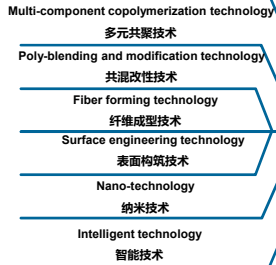 Multi-component copolymerization technology
多元共聚技术
Poly-blending and modification technology
共混改性技术
Fiber forming technology
纤维成型技术
Surface engineering technology
表面构筑技术
Nano-technology
纳米技术
Intelligent technology
智能技术